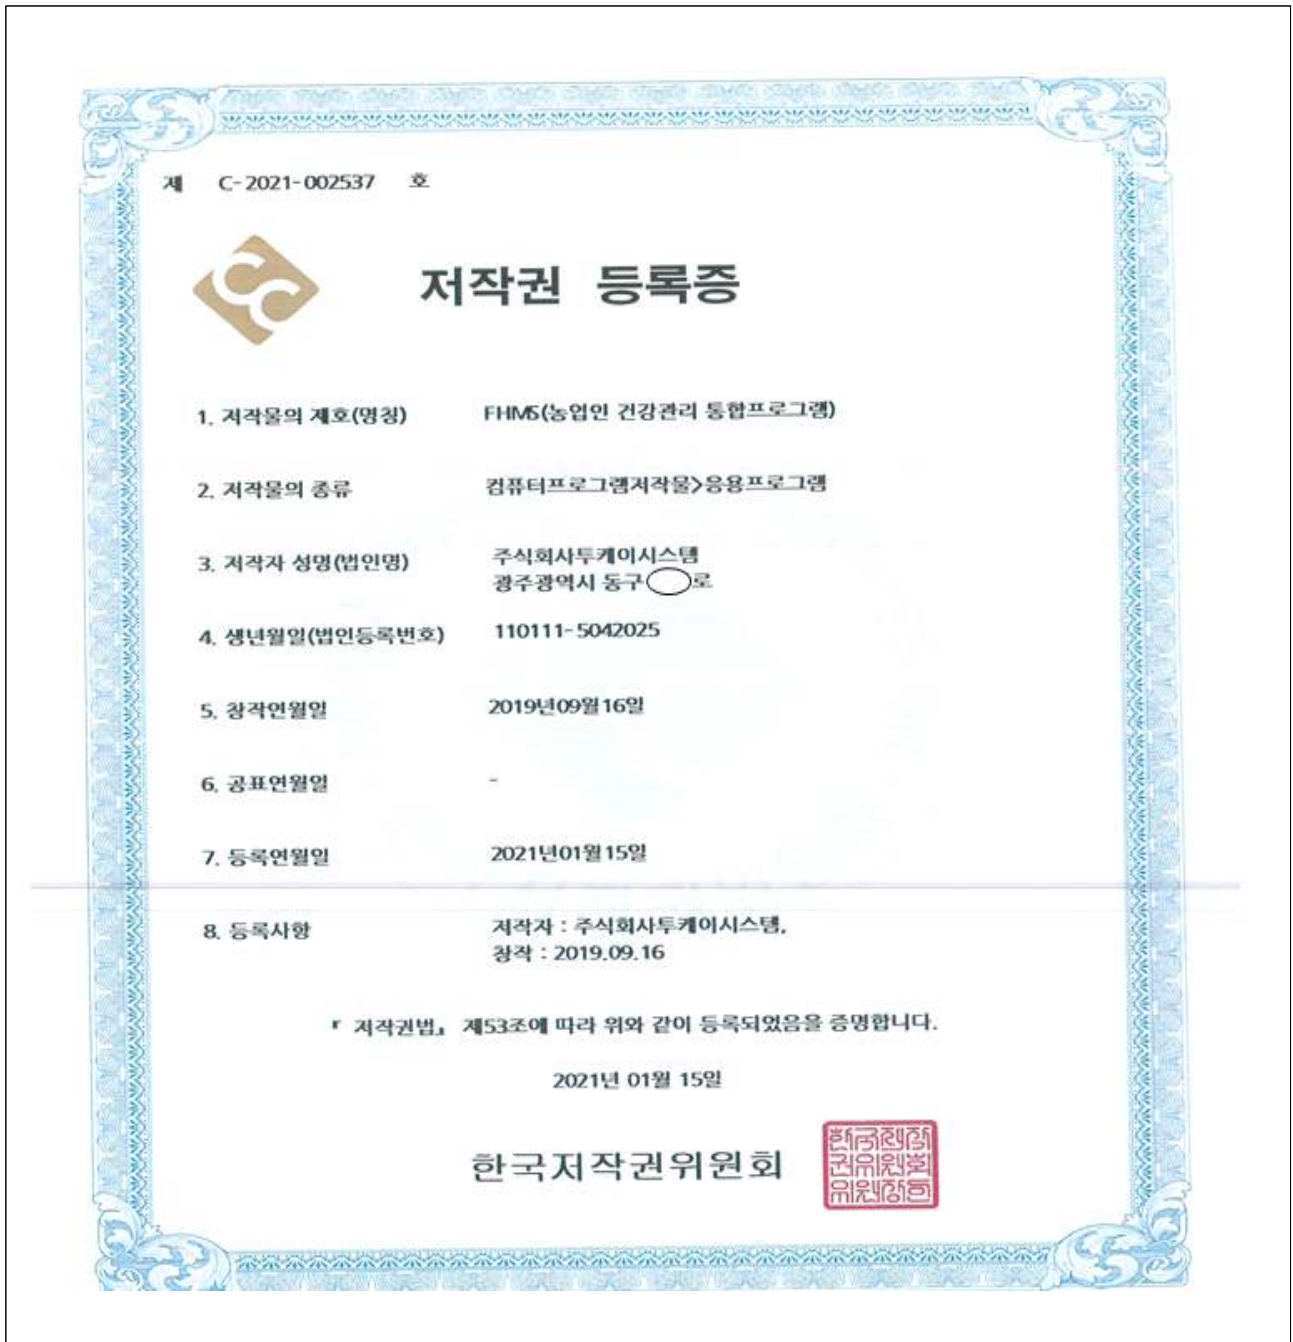 제 C-2021-002537 호
CC
저작권 등록증
1. 저작물의 제호(명칭) FHMS(농업인 건강관리 통합프로그램)
2. 저작물의 종류 컴퓨터프로그램저작물>응용프로그램
3. 저작자 성명(법인명) 주식회사투케이시스템
광주광역시 동구 로
4. 생년월일(법인등록번호) 110111-5042025
5. 창작연월일 2019년09월16일
6. 공표연월일 -
7. 등록연월일 2021년01월15일
8. 등록사항 저작자 : 주식회사투케이시스템,
창작 : 2019.09.16
『 저작권법』 제53조에 따라 위와 같이 등록되었음을 증명합니다.
2021년 01월 15일
한국저작권위원회